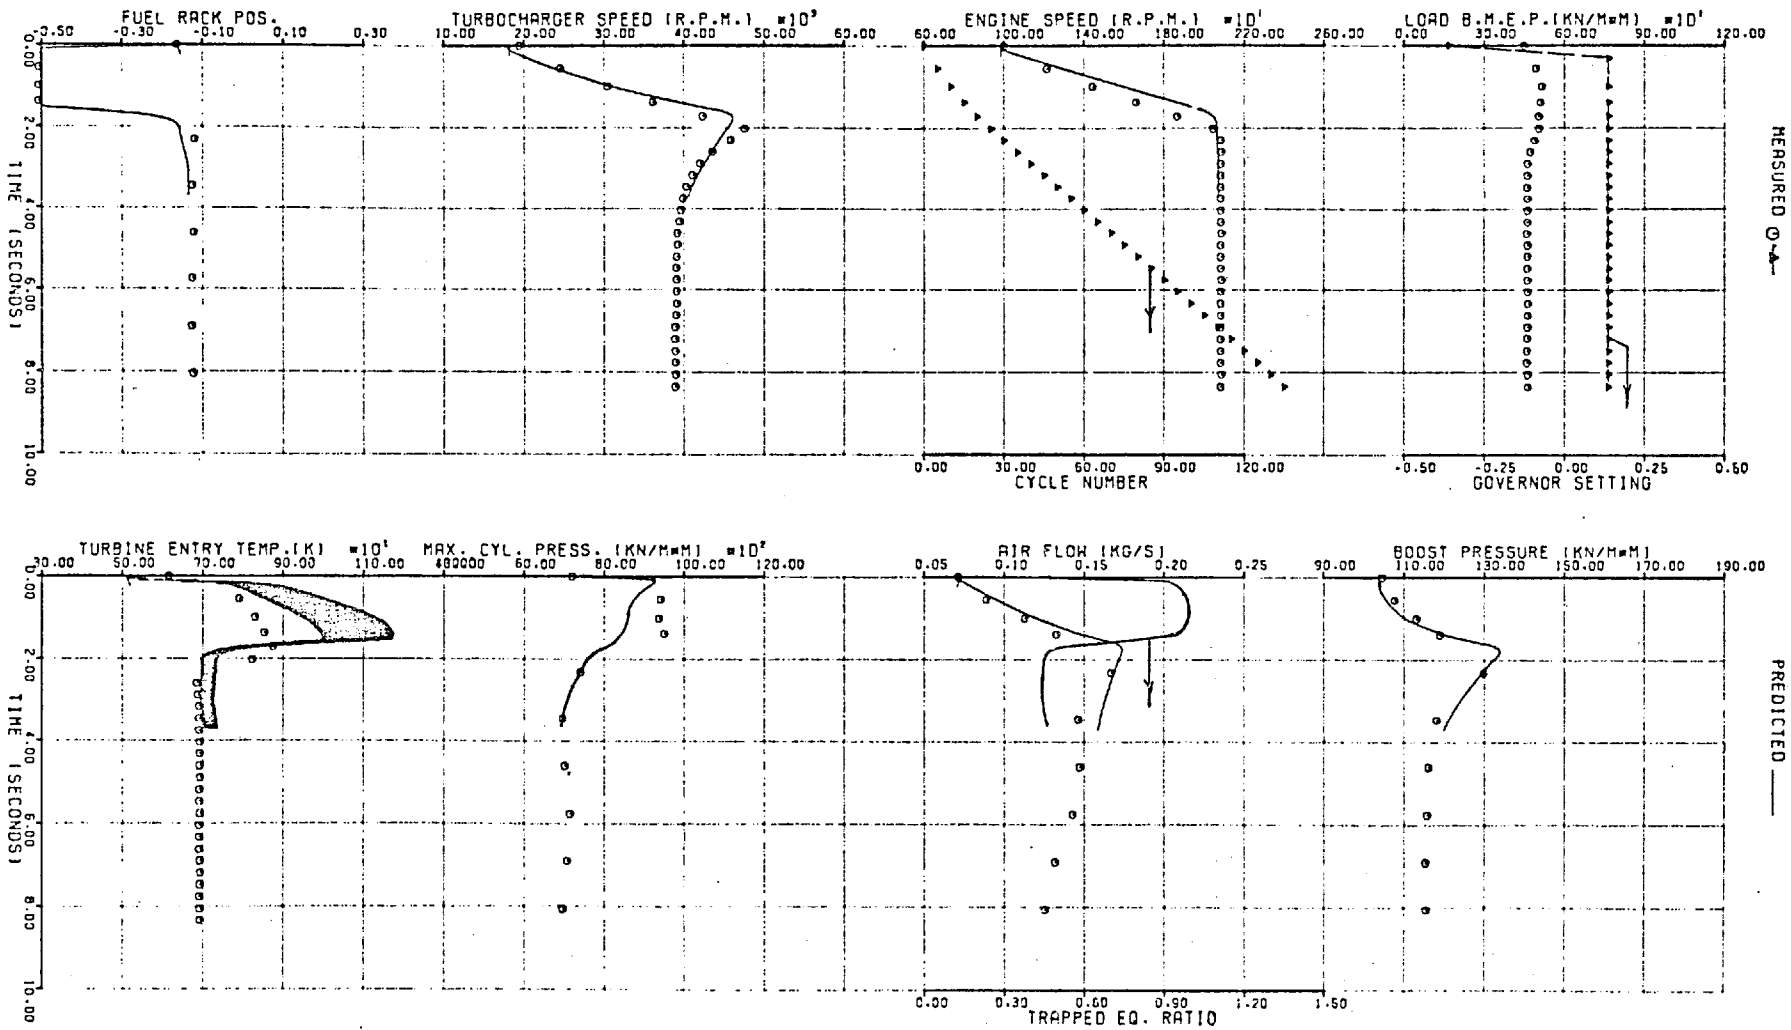 FUEL RACK POS.
TURBOCHARGER SPEED (R.P.M.) *10³
ENGINE SPEED (R.P.M.) *10¹
LOAD B.M.E.P.(KN/M*M) *10¹
-0.50 -0.30 -0.10 0.10 0.30
10.00 20.00 30.00 40.00 50.00 60.00
60.00 100.00 140.00 180.00 220.00 260.00
0.00 30.00 60.00 90.00 120.00
0.00 2.00 4.00 6.00 8.00 10.00
TIME (SECONDS)
MEASURED
0.00 30.00 60.00 90.00 120.00
CYCLE NUMBER
-0.50 -0.25 0.00 0.25 0.50
GOVERNOR SETTING
TURBINE ENTRY TEMP.(K) *10¹
MAX. CYL. PRESS. (KN/M*M) *10²
AIR FLOW (KG/S)
BOOST PRESSURE (KN/M*M)
30.00 50.00 70.00 90.00 110.00
60.00 80.00 100.00 120.00
0.05 0.10 0.15 0.20 0.25
90.00 110.00 130.00 150.00 170.00 190.00
0.00 2.00 4.00 6.00 8.00 10.00
TIME (SECONDS)
PREDICTED
0.00 0.30 0.60 0.90 1.20 1.50
TRAPPED EQ. RATIO